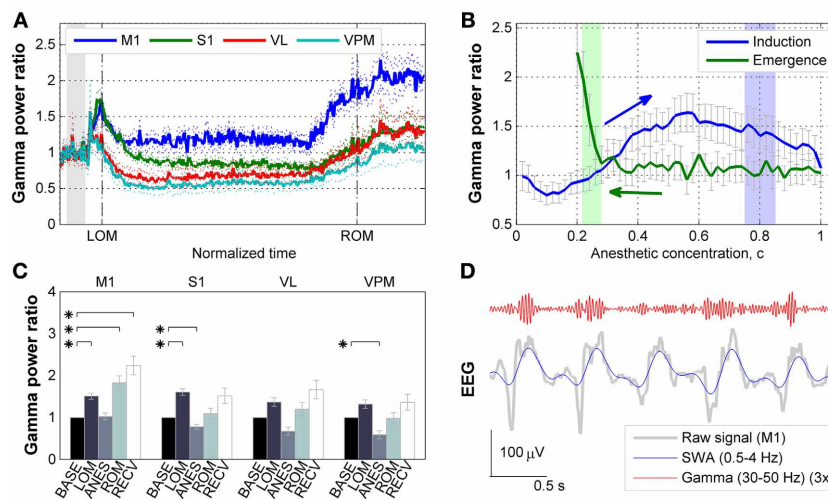 A
M1 S1 VL VPM
Gamma power ratio
2.5
2
1.5
1
0.5
0
LOM ROM
Normalized time
B
Induction
Emergence
Gamma power ratio
2.5
2
1.5
1
0.5
0 0.2 0.4 0.6 0.8 1
Anesthetic concentration, c
C
M1 S1 VL VPM
Gamma power ratio
4
3
2
1
0
* * * * * *
BASE LOM ANES ROM RECV BASE LOM ANES ROM RECV BASE LOM ANES ROM RECV BASE LOM ANES ROM RECV
D
EEG
100 μV
0.5 s
Raw signal (M1)
SWA (0.5-4 Hz)
Gamma (30-50 Hz) (3x)